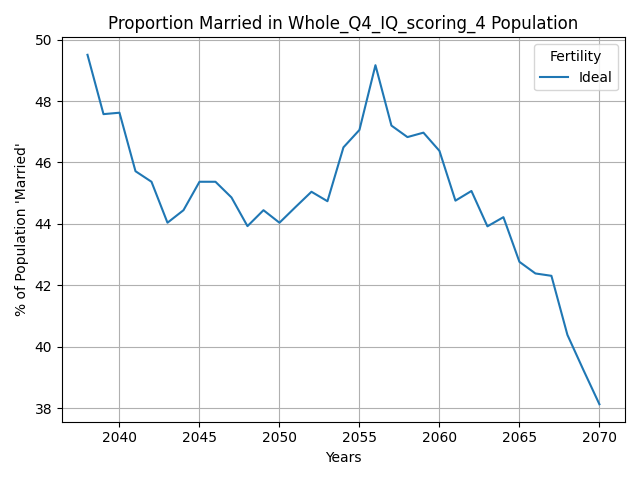 Proportion Married in Whole_Q4_IQ_scoring_4 Population
Fertility
Ideal
% of Population 'Married'
50
48
46
44
42
40
38
2040 2045 2050 2055 2060 2065 2070
Years